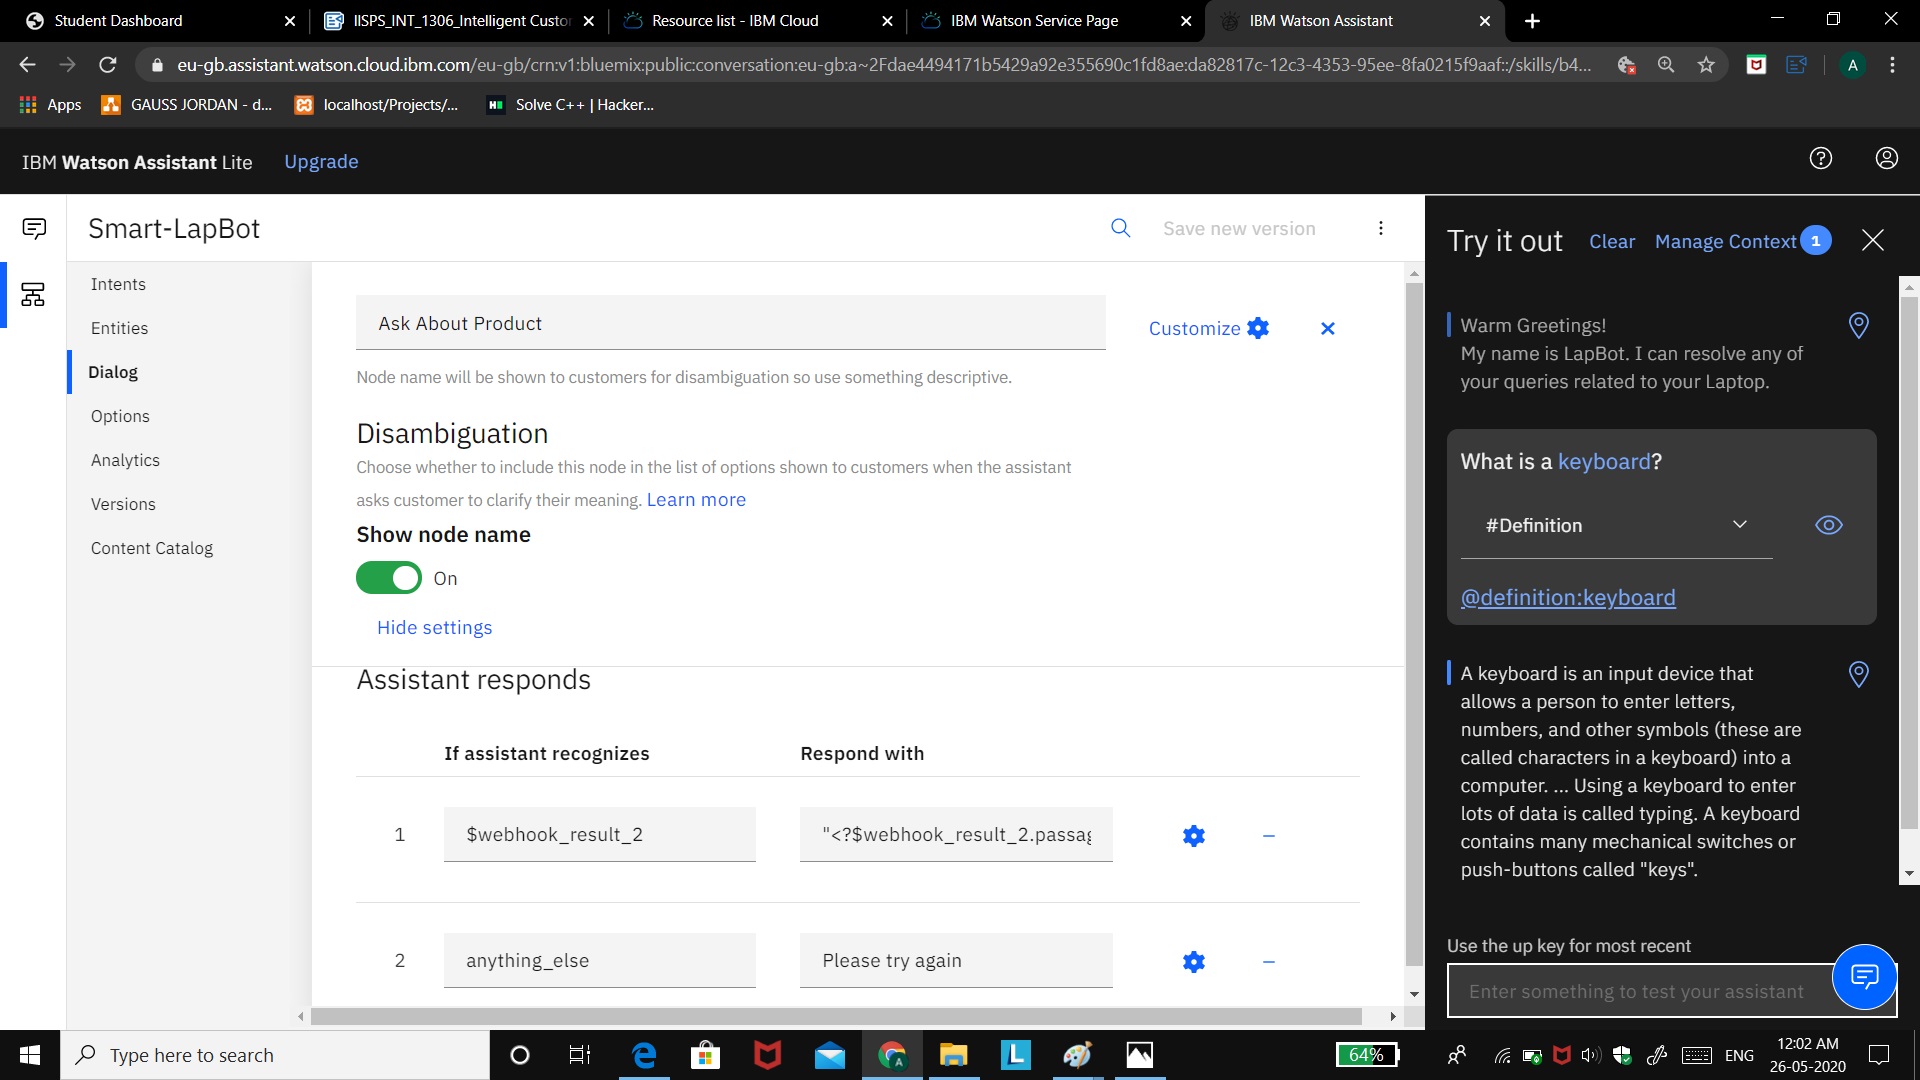 Student Dashboard
IISPS_INT_1306_Intelligent Custo
Resource list - IBM Cloud
IBM Watson Service Page
IBM Watson Assistant
eu-gb.assistant.watson.cloud.ibm.com/eu-gb/crn:v1:bluemix:public:conversation:eu-gb:a~2Fdae4494171b5429a92e355690c1fd8ae:da82817c-12c3-4353-95ee-8fa0215f9aaf::/skills/b4...
A
Apps
GAUSS JORDAN - d...
localhost/Projects/...
Solve C++ | Hacker...
IBM Watson Assistant Lite
Upgrade
Smart-LapBot
Save new version
Intents
Entities
Dialog
Options
Analytics
Versions
Content Catalog
Ask About Product
Customize
Node name will be shown to customers for disambiguation so use something descriptive.
Disambiguation
Choose whether to include this node in the list of options shown to customers when the assistant
asks customer to clarify their meaning. Learn more
Show node name
On
Hide settings
Assistant responds
If assistant recognizes
Respond with
1
$webhook_result_2
"<?$webhook_result_2.passag
2
anything_else
Please try again
Try it out
Clear
Manage Context 1
Warm Greetings!
My name is LapBot. I can resolve any of
your queries related to your Laptop.
What is a keyboard?
#Definition
@definition:keyboard
A keyboard is an input device that
allows a person to enter letters,
numbers, and other symbols (these are
called characters in a keyboard) into a
computer. ... Using a keyboard to enter
lots of data is called typing. A keyboard
contains many mechanical switches or
push-buttons called "keys".
Use the up key for most recent
Enter something to test your assistant
Type here to search
64%
ENG
12:02 AM
26-05-2020